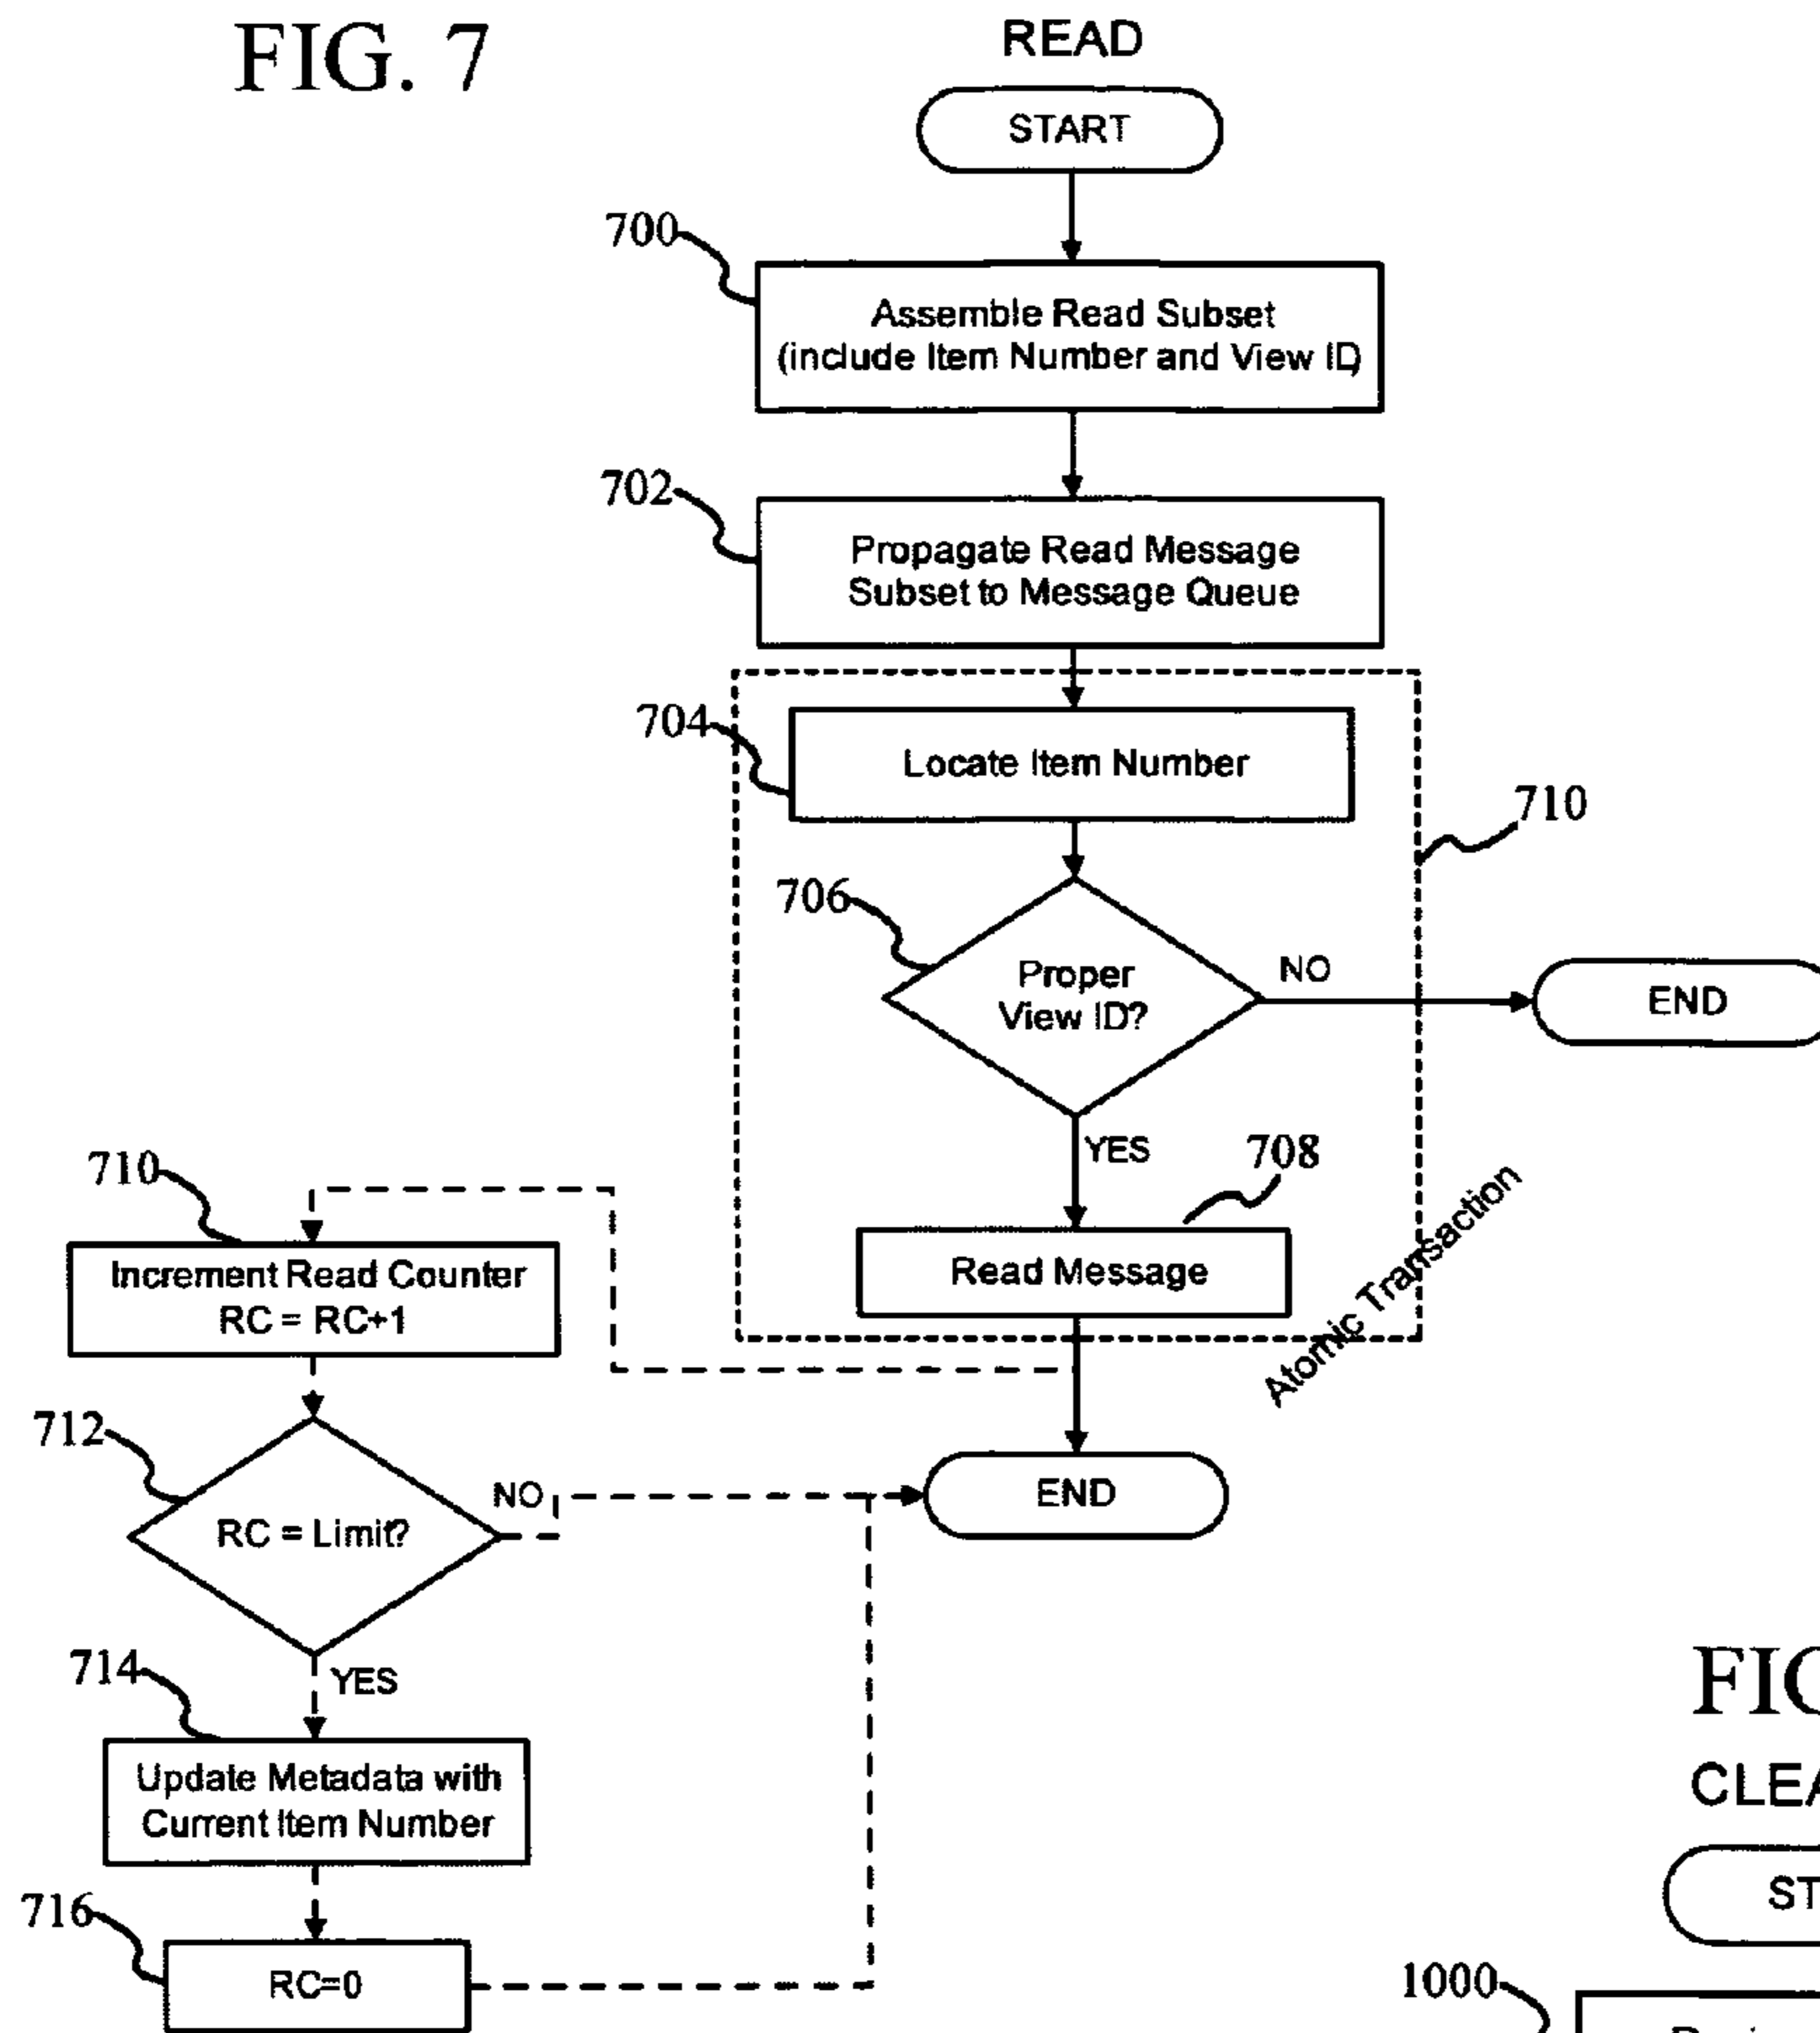 FIG. 7
READ
START
700
Assemble Read Subset
(include Item Number and View ID)
702
Propagate Read Message
Subset to Message Queue
704
Locate Item Number
710
706
Proper
View ID?
NO
END
YES
708
Read Message
Atomic Transaction
710
Increment Read Counter
RC = RC+1
712
RC = Limit?
NO
END
YES
714
Update Metadata with
Current Item Number
716
RC=0
CLEA
ST
1000